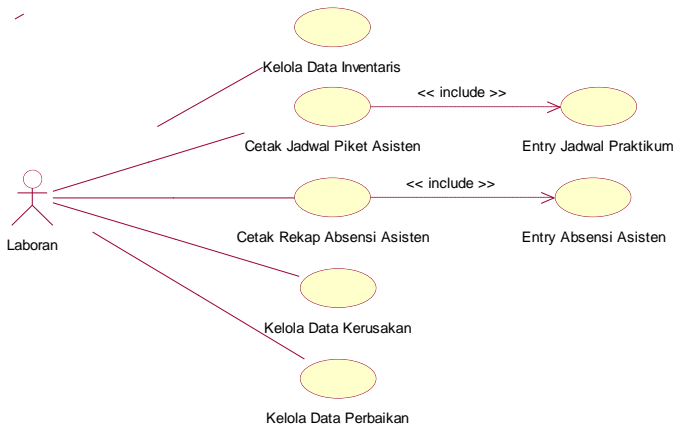 Kelola Data Inventaris
<< include >>
Cetak Jadwal Piket Asisten
Entry Jadwal Praktikum
<< include >>
Laboran
Cetak Rekap Absensi Asisten
Entry Absensi Asisten
Kelola Data Kerusakan
Kelola Data Perbaikan